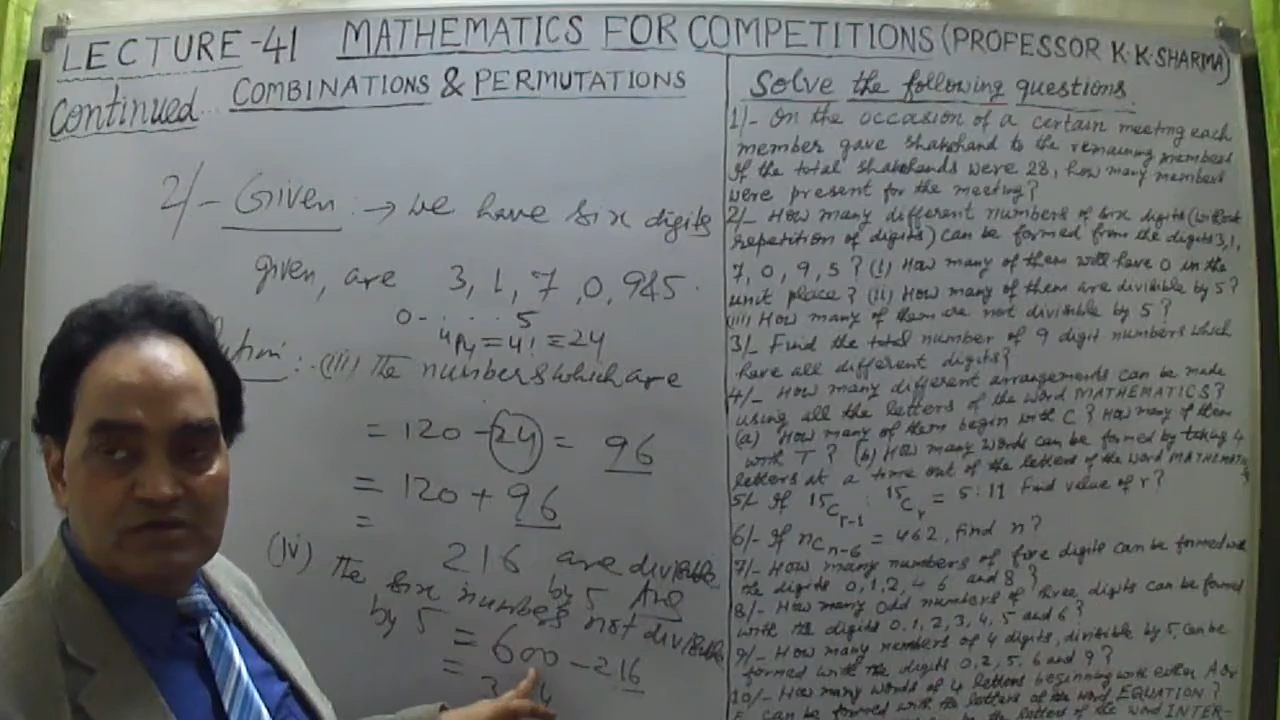 LECTURE-41 MATHEMATICS FOR COMPETITIONS (PROFESSOR K.K.SHARMA)
Continued... COMBINATIONS & PERMUTATIONS
2/- Given :→ we have six digits
given, are 3, 1, 7, 0, 9 & 5.
0 - . . . . 5
⁴P₄ = 4! = 24
ution : - (iii) The numbers which are
= 120 - 24 = 96
= 120 + 96
=
216 are divisible
by 5 Ans
(iv) The six numbers not divisible
by 5 = 600 - 216
= 3 4
Solve the following questions.
1/- On the occasion of a certain meeting each
member gave shakehand to the remaining members
If the total shakehands were 28, how many members
were present for the meeting?
2/- How many different numbers of six digits (without
repetition of digits) can be formed from the digits 3, 1,
7, 0, 9, 5 ? (i) How many of them will have 0 in the
unit place? (ii) How many of them are divisible by 5?
(iii) How many of them are not divisible by 5?
3/- Find the total number of 9 digit numbers which
have all different digits?
4/- How many different arrangements can be made
using all the letters of the word MATHEMATICS?
(a) How many of them begin with C ? How many of them
with T ? (b) How many words can be formed by taking 4
letters at a time out of the letters of the word MATHEMATICS
5/- If ¹⁵Cᵣ₋₁ : ¹⁵Cᵣ = 5:11 Find value of r?
6/- If nCₙ₋₆ = 462, find n?
7/- How many numbers of five digits can be formed with
the digits 0, 1, 2, 4 6 and 8 ?
8/- How many odd numbers of three digits can be formed
with the digits 0, 1, 2, 3, 4, 5 and 6 ?
9/- How many numbers of 4 digits, divisible by 5, can be
formed with the digits 0, 2, 5, 6 and 9 ?
10/- How many words of 4 letters beginning with either A or
E can be formed with the letters of the word EQUATION ?
the letters of the word INTER-